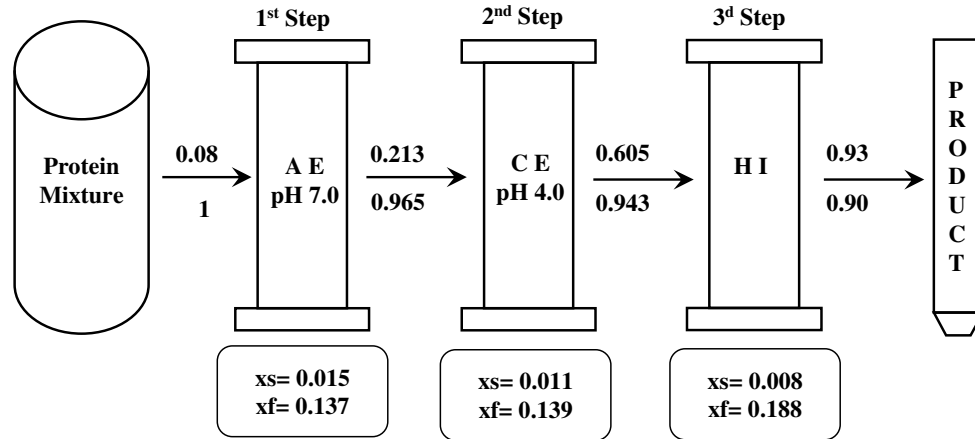 1st Step
2nd Step
3d Step
Protein
Mixture
0.08
1
A E
pH 7.0
0.213
0.965
C E
pH 4.0
0.605
0.943
H I
0.93
0.90
P
R
O
D
U
C
T
xs= 0.015
xf= 0.137
xs= 0.011
xf= 0.139
xs= 0.008
xf= 0.188